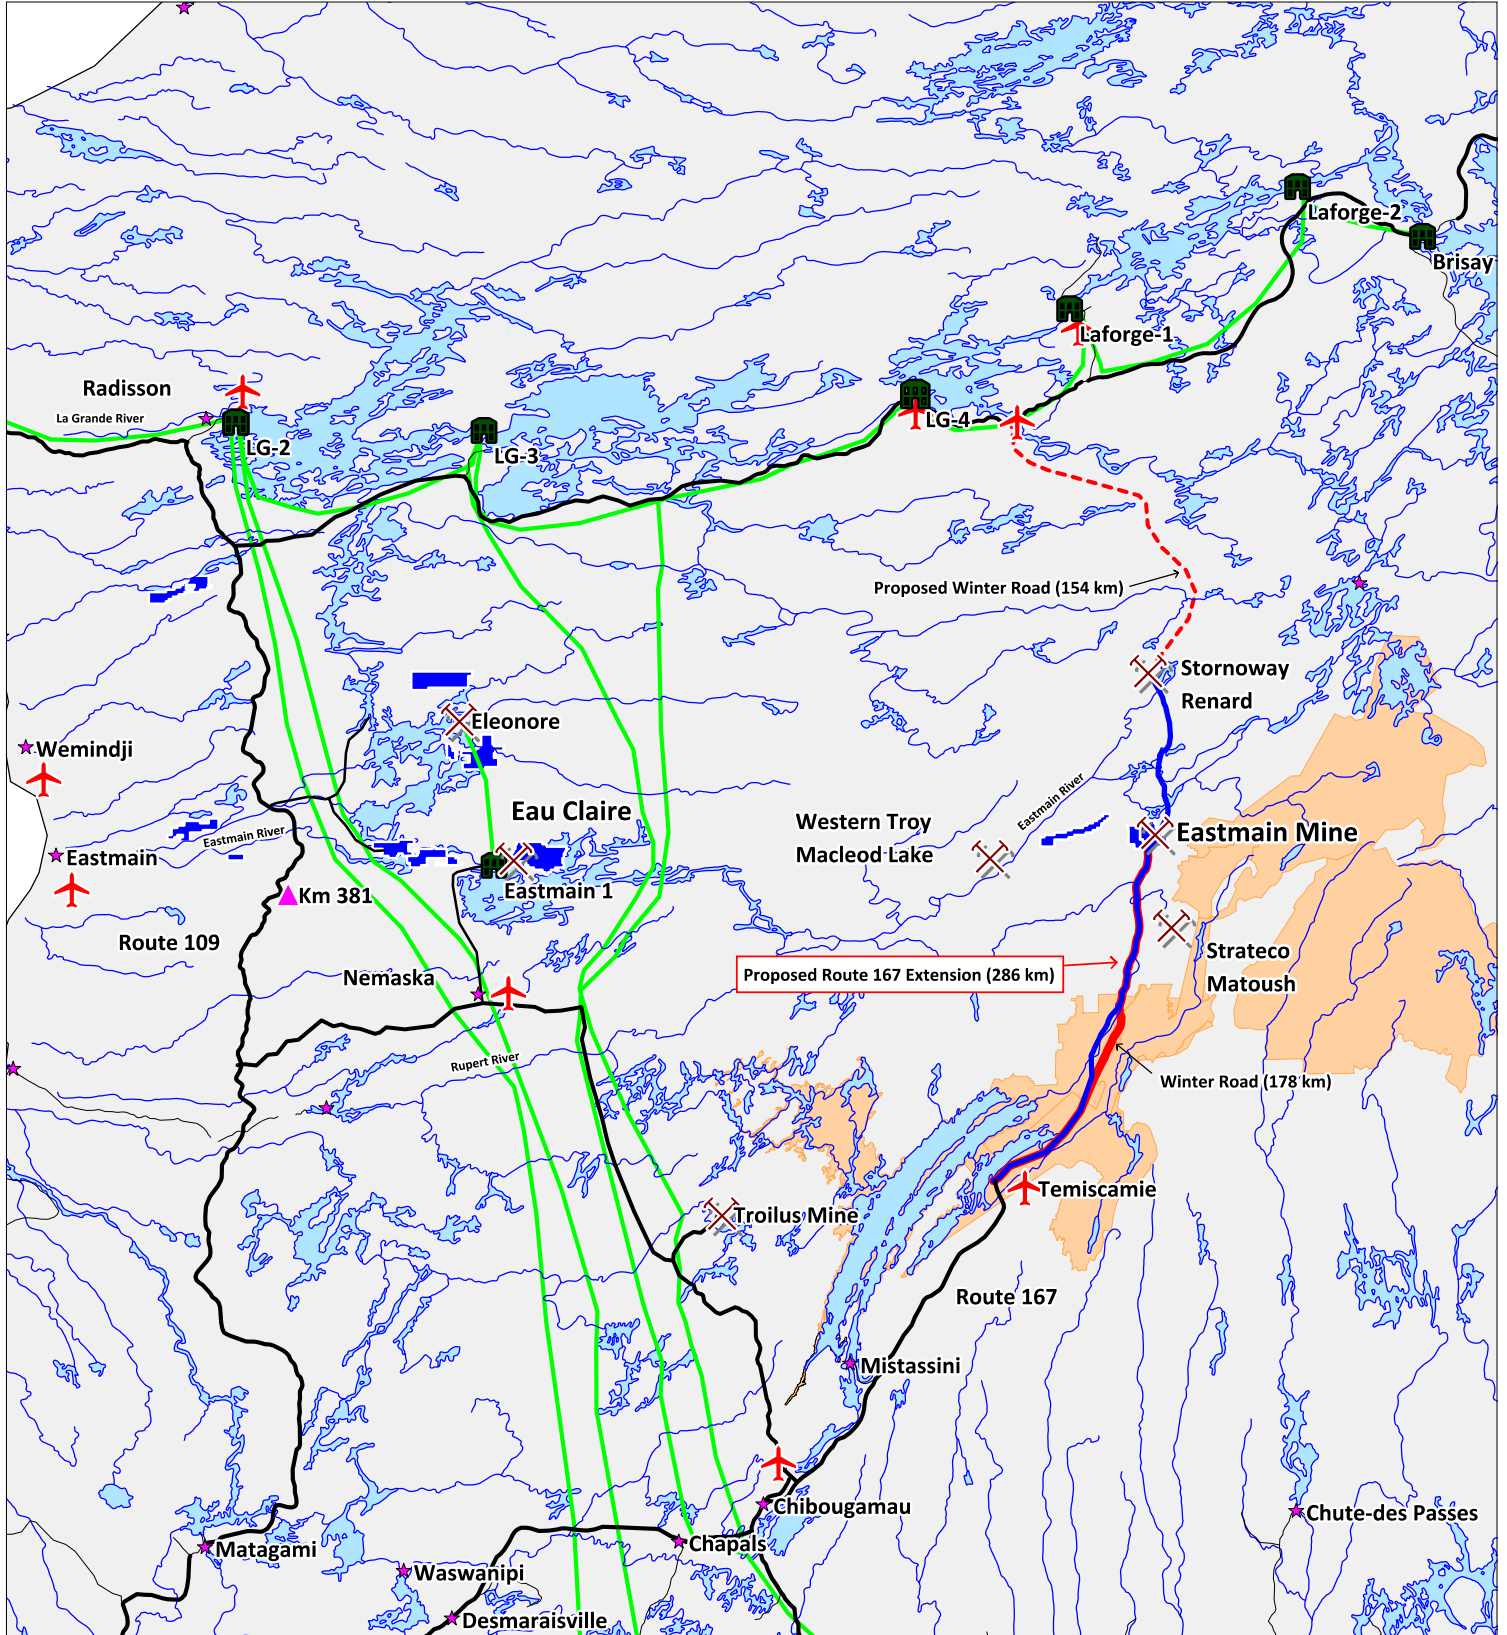 Laforge-2
Brisay
Laforge-1
Radisson
La Grande River
LG-2
LG-3
LG-4
Proposed Winter Road (154 km)
Stornoway
Renard
Eleonore
Wemindji
Eau Claire
Eastmain River
Western Troy
Macleod Lake
Eastmain Mine
Eastmain River
Eastmain
Eastmain 1
Km 381
Route 109
Strateco
Matoush
Nemaska
Proposed Route 167 Extension (286 km)
Rupert River
Winter Road (178 km)
Temiscamie
Troilus Mine
Route 167
Mistassini
Chibougamau
Chute-des Passes
Matagami
Chapals
Waswanipi
Desmaraisville